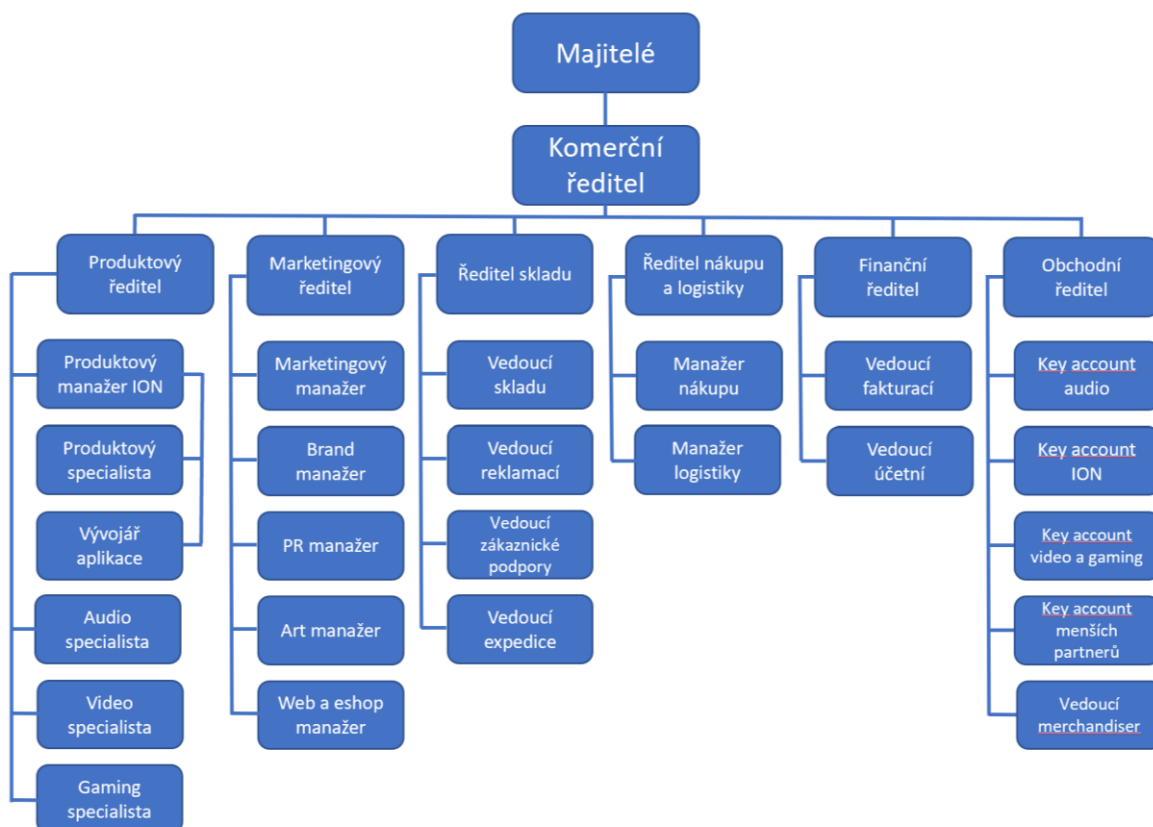 Majitelé
Komerční
ředitel
Produktový
ředitel
Marketingový
ředitel
Ředitel skladu
Ředitel nákupu
a logistiky
Finanční
ředitel
Obchodní
ředitel
Produktový
manažer ION
Produktový
specialista
Vývojář
aplikace
Audio
specialista
Video
specialista
Gaming
specialista
Marketingový
manažer
Brand
manažer
PR manažer
Art manažer
Web a eshop
manažer
Vedoucí
skladu
Vedoucí
reklamací
Vedoucí
zákaznické
podpory
Vedoucí
expedice
Manažer
nákupu
Manažer
logistiky
Vedoucí
fakturací
Vedoucí
účetní
Key account
audio
Key account
ION
Key account
video a gaming
Key account
menších
partnerů
Vedoucí
merchandiser